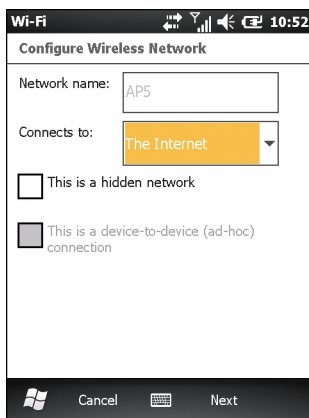 Wi-Fi 10:52
Configure Wireless Network
Network name: AP5
Connects to: The Internet
This is a hidden network
This is a device-to-device (ad-hoc)
connection
Cancel Next